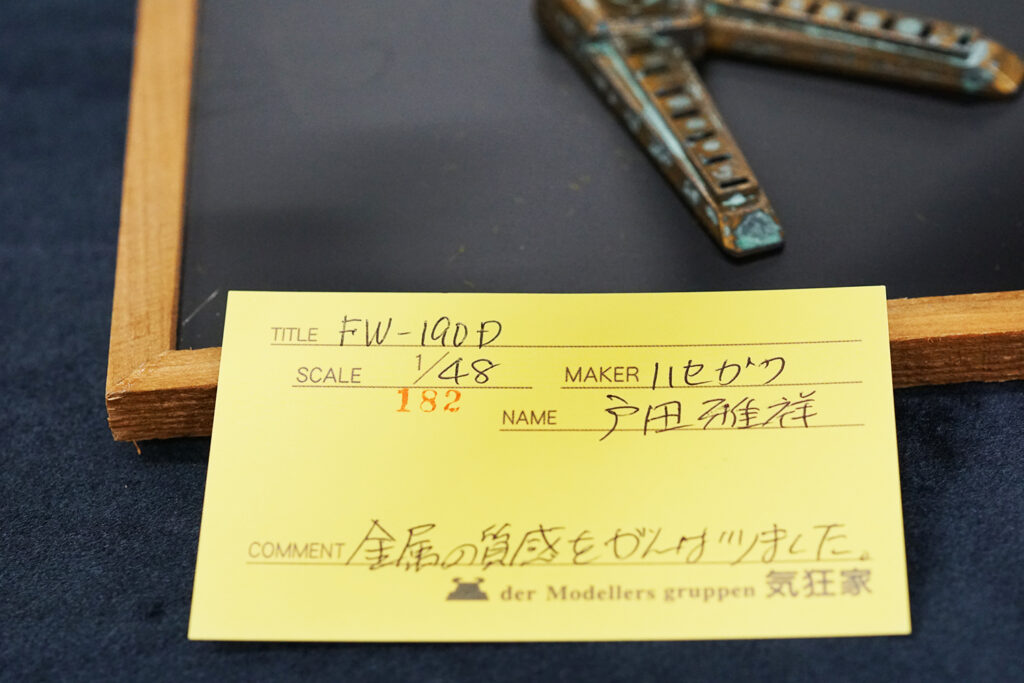 TITLE FW-190D
SCALE 1/48 MAKER ハセガワ
182
NAME 戸田雅祥
COMMENT 金属の質感をがんばりました。
der Modellers gruppen 気狂家